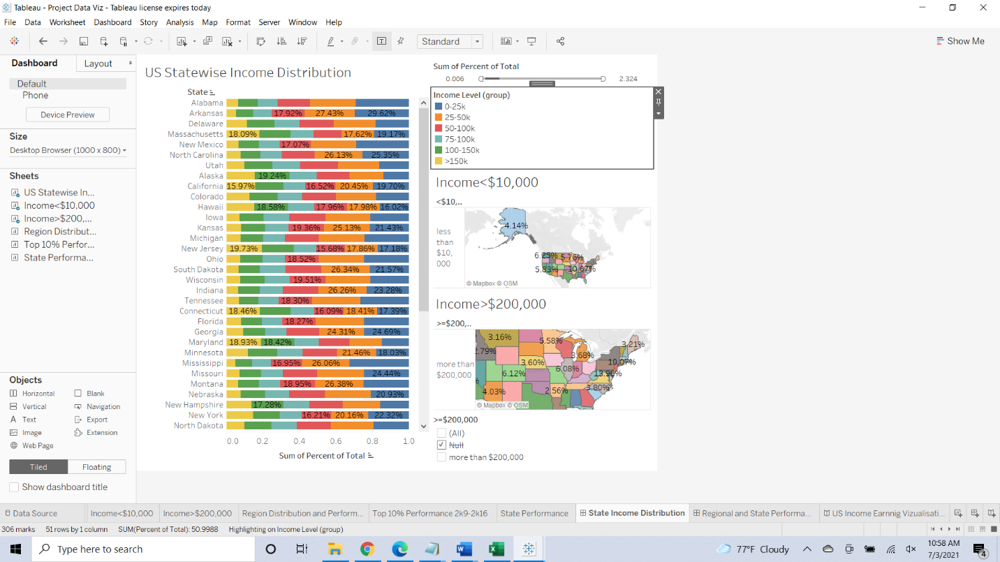 Tableau - Project Data Viz - Tableau license expires today
File Data Worksheet Dashboard Story Analysis Map Format Server Window Help
Standard
Show Me
Dashboard
Layout
Default
Phone
Device Preview
Size
Desktop Browser (1000 x 800)
Sheets
US Statewise In...
Income<$10,000
Income>$200,...
Region Distribut...
Top 10% Perfor...
State Performa...
Objects
Horizontal Blank
Vertical Navigation
A Text Export
Image Extension
Web Page
Tiled Floating
Show dashboard title
US Statewise Income Distribution
State
Alabama
Arkansas 17.92% 27.43% 29.62%
Delaware
Massachusetts 18.09% 17.62% 19.17%
New Mexico 17.07%
North Carolina 26.13% 25.35%
Utah
Alaska 19.24%
California 15.97% 16.52% 20.45% 19.70%
Colorado
Hawaii 18.58% 17.96% 17.98% 16.02%
Iowa
Kansas 19.36% 25.13% 21.43%
Michigan
New Jersey 19.73% 15.68% 17.86% 17.18%
Ohio 18.52%
South Dakota 26.34% 21.57%
Wisconsin 19.51%
Indiana 26.26% 23.28%
Tennessee 18.30%
Connecticut 18.46% 16.09% 18.41% 17.39%
Florida 18.27%
Georgia 24.31% 24.69%
Maryland 18.93% 18.42%
Minnesota 21.46% 18.03%
Mississippi 16.95% 26.06%
Missouri 24.44%
Montana 18.95% 26.38%
Nebraska 20.93%
New Hampshire 17.28%
New York 16.21% 20.16% 22.32%
North Dakota
0.0 0.2 0.4 0.6 0.8 1.0
Sum of Percent of Total
Sum of Percent of Total
0.006 2.324
Income Level (group)
0-25k
25-50k
50-100k
75-100k
100-150k
>150k
Income<$10,000
<$10,..
less
than
$10,
000
4.14%
6.25% 5.76%
5.83% 10.67%
© Mapbox © OSM
Income>$200,000
>=$200,..
more than
$200,000
3.16% 5.58% 3.21%
2.79% 3.60% 3.68% 10.07%
6.12% 6.08% 13.96%
4.03% 2.56% 3.80%
© Mapbox © OSM
>=$200,000
(All)
Null
more than $200,000
Data Source Income<$10,000 Income>$200,000 Region Distribution and Perform... Top 10% Performance 2k9-2k16 State Performance State Income Distribution Regional and State Performa... US Income Earnnig Vizualisati...
306 marks 51 rows by 1 column SUM(Percent of Total): 50.9988 Highlighting on Income Level (group)
Type here to search
77°F Cloudy
10:58 AM
7/3/2021
4